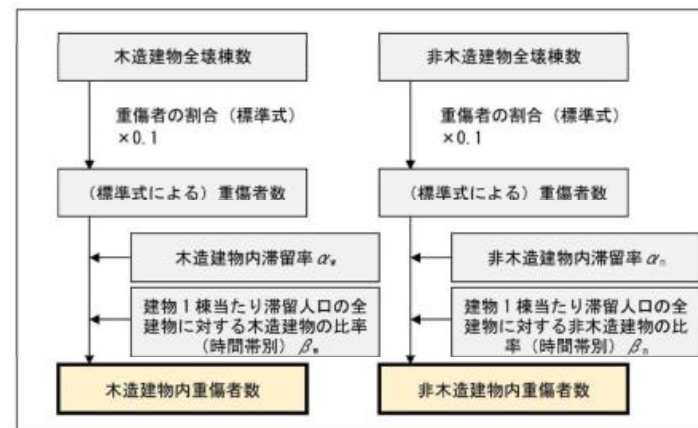 木造建物全壊棟数
重傷者の割合（標準式）
×0.1
（標準式による）重傷者数
木造建物内滞留率 αw
建物１棟当たり滞留人口の全
建物に対する木造建物の比率
（時間帯別）βw
木造建物内重傷者数
非木造建物全壊棟数
重傷者の割合（標準式）
×0.1
（標準式による）重傷者数
非木造建物内滞留率 αn
建物１棟当たり滞留人口の全
建物に対する非木造建物の比
率（時間帯別）βn
非木造建物内重傷者数